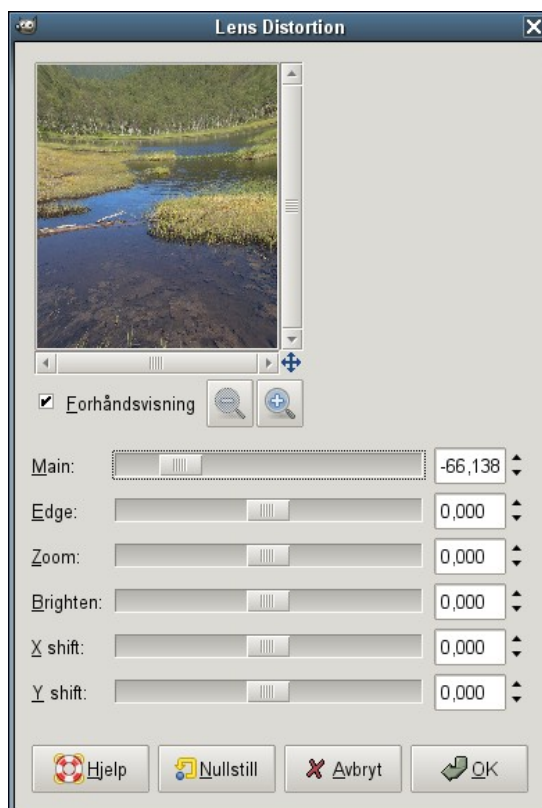 Lens Distortion
Forhåndsvisning
Main: -66,138
Edge: 0,000
Zoom: 0,000
Brighten: 0,000
X shift: 0,000
Y shift: 0,000
Hjelp Nullstill Avbryt OK